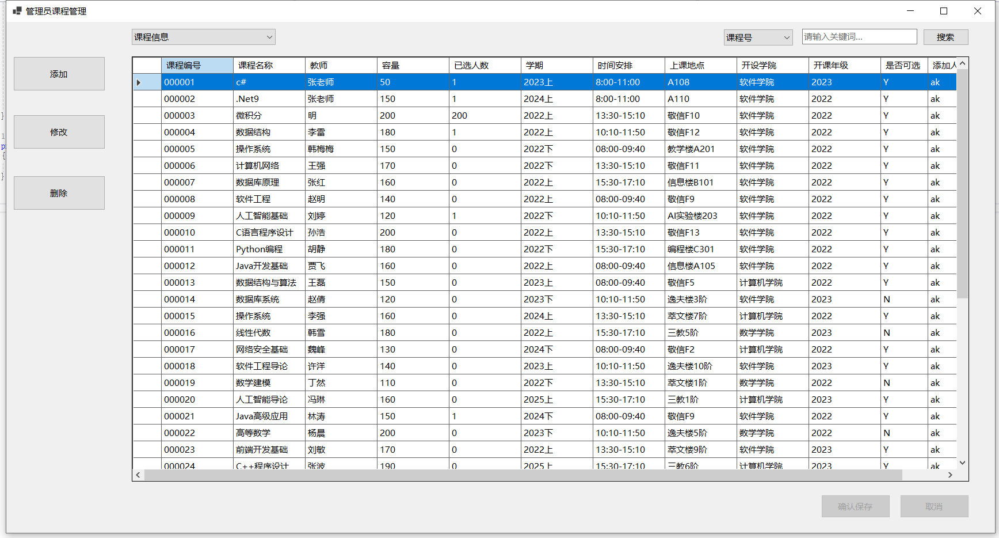 管理员课程管理
课程信息 课程号 请输入关键词... 搜索
添加
修改
删除
课程编号 课程名称 教师 容量 已选人数 学期 时间安排 上课地点 开设学院 开课年级 是否可选 添加人
000001 c# 张老师 50 1 2023上 8:00-11:00 A108 软件学院 2023 Y ak
000002 .Net9 张老师 150 1 2024上 8:00-11:00 A110 软件学院 2022 Y ak
000003 微积分 明 200 200 2022上 13:30-15:10 敬信F10 软件学院 2022 Y ak
000004 数据结构 李雷 180 1 2022上 10:10-11:50 敬信F12 软件学院 2022 Y ak
000005 操作系统 韩梅梅 150 0 2022下 08:00-09:40 教学楼A201 软件学院 2022 Y ak
000006 计算机网络 王强 170 0 2022下 13:30-15:10 敬信F11 软件学院 2022 Y ak
000007 数据库原理 张红 160 0 2022上 15:30-17:10 信息楼B101 软件学院 2022 Y ak
000008 软件工程 赵明 140 0 2022上 08:00-09:40 敬信F9 软件学院 2022 Y ak
000009 人工智能基础 刘婷 120 1 2022下 10:10-11:50 AI实验楼203 软件学院 2022 Y ak
000010 C语言程序设计 孙浩 200 0 2022上 13:30-15:10 敬信F13 软件学院 2022 Y ak
000011 Python编程 胡静 180 0 2022下 15:30-17:10 编程楼C301 软件学院 2022 Y ak
000012 Java开发基础 贾飞 160 0 2022上 08:00-09:40 信息楼A105 软件学院 2022 Y ak
000013 数据结构与算法 王磊 150 0 2023上 08:00-09:40 敬信F5 计算机学院 2022 Y ak
000014 数据库系统 赵倩 120 0 2023下 10:10-11:50 逸夫楼3阶 软件学院 2023 N ak
000015 操作系统 李强 160 0 2024上 13:30-15:10 萃文楼7阶 计算机学院 2022 Y ak
000016 线性代数 韩雪 180 0 2022上 15:30-17:10 三教5阶 数学学院 2023 N ak
000017 网络安全基础 魏峰 130 0 2024下 08:00-09:40 敬信F2 计算机学院 2022 Y ak
000018 软件工程导论 许洋 140 0 2023上 10:10-11:50 逸夫楼10阶 软件学院 2023 Y ak
000019 数学建模 丁然 110 0 2022下 13:30-15:10 萃文楼1阶 数学学院 2022 N ak
000020 人工智能导论 冯琳 160 0 2025上 15:30-17:10 三教1阶 计算机学院 2023 Y ak
000021 Java高级应用 林涛 150 1 2024下 08:00-09:40 敬信F9 软件学院 2022 Y ak
000022 高等数学 杨晨 200 0 2023下 10:10-11:50 逸夫楼5阶 数学学院 2022 N ak
000023 前端开发基础 刘敏 170 0 2022上 13:30-15:10 萃文楼9阶 软件学院 2023 Y ak
000024 C++程序设计 张波 190 0 2025上 15:30-17:10 三教6阶 计算机学院 2023 Y ak
确认保存 取消